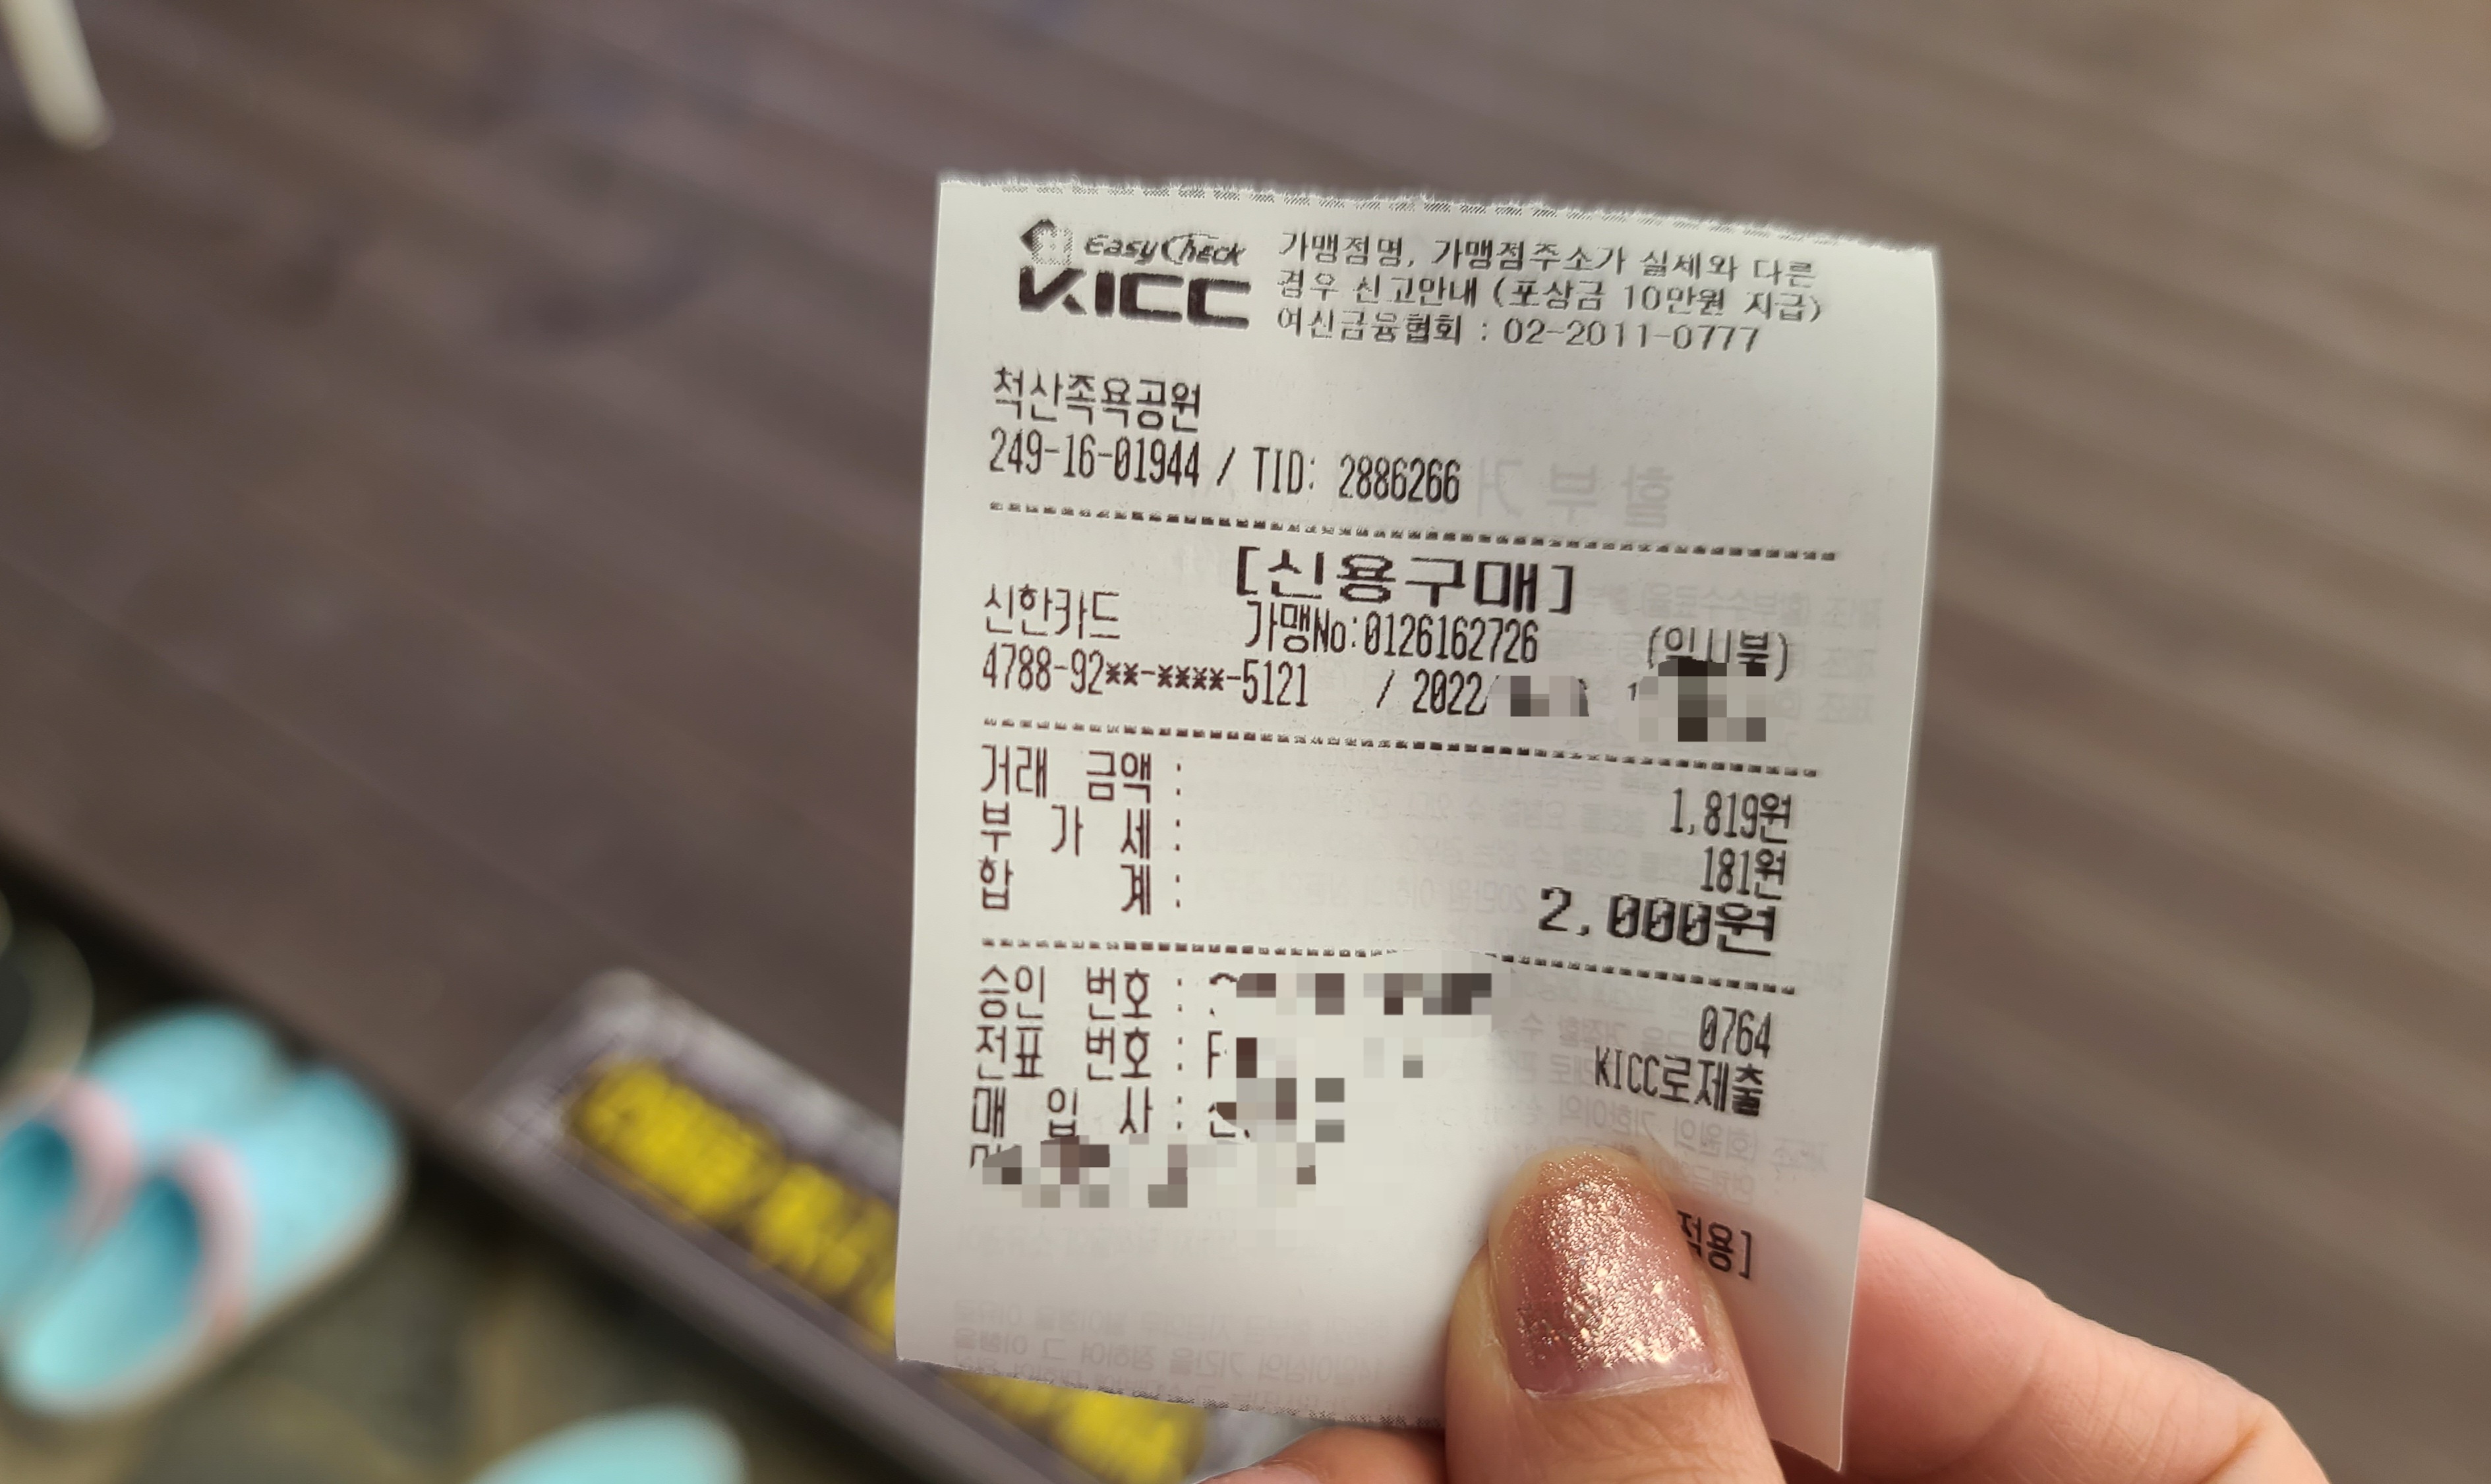 EasyCheck
KICC
가맹점명, 가맹점주소가 실제와 다른
경우 신고안내 (포상금 10만원 지급)
여신금융협회 : 02-2011-0777
척산족욕공원
249-16-01944 / TID: 2886266
[신용구매]
신한카드 가맹No:0126162726 (일시불)
4788-92**-****-5121 / 2022/
거래 금액 : 1,819원
부 가 세 : 181원
합 계 : 2,000원
승인 번호 : 0764
전표 번호 : KICC로제출
매 입 사 :
적용]